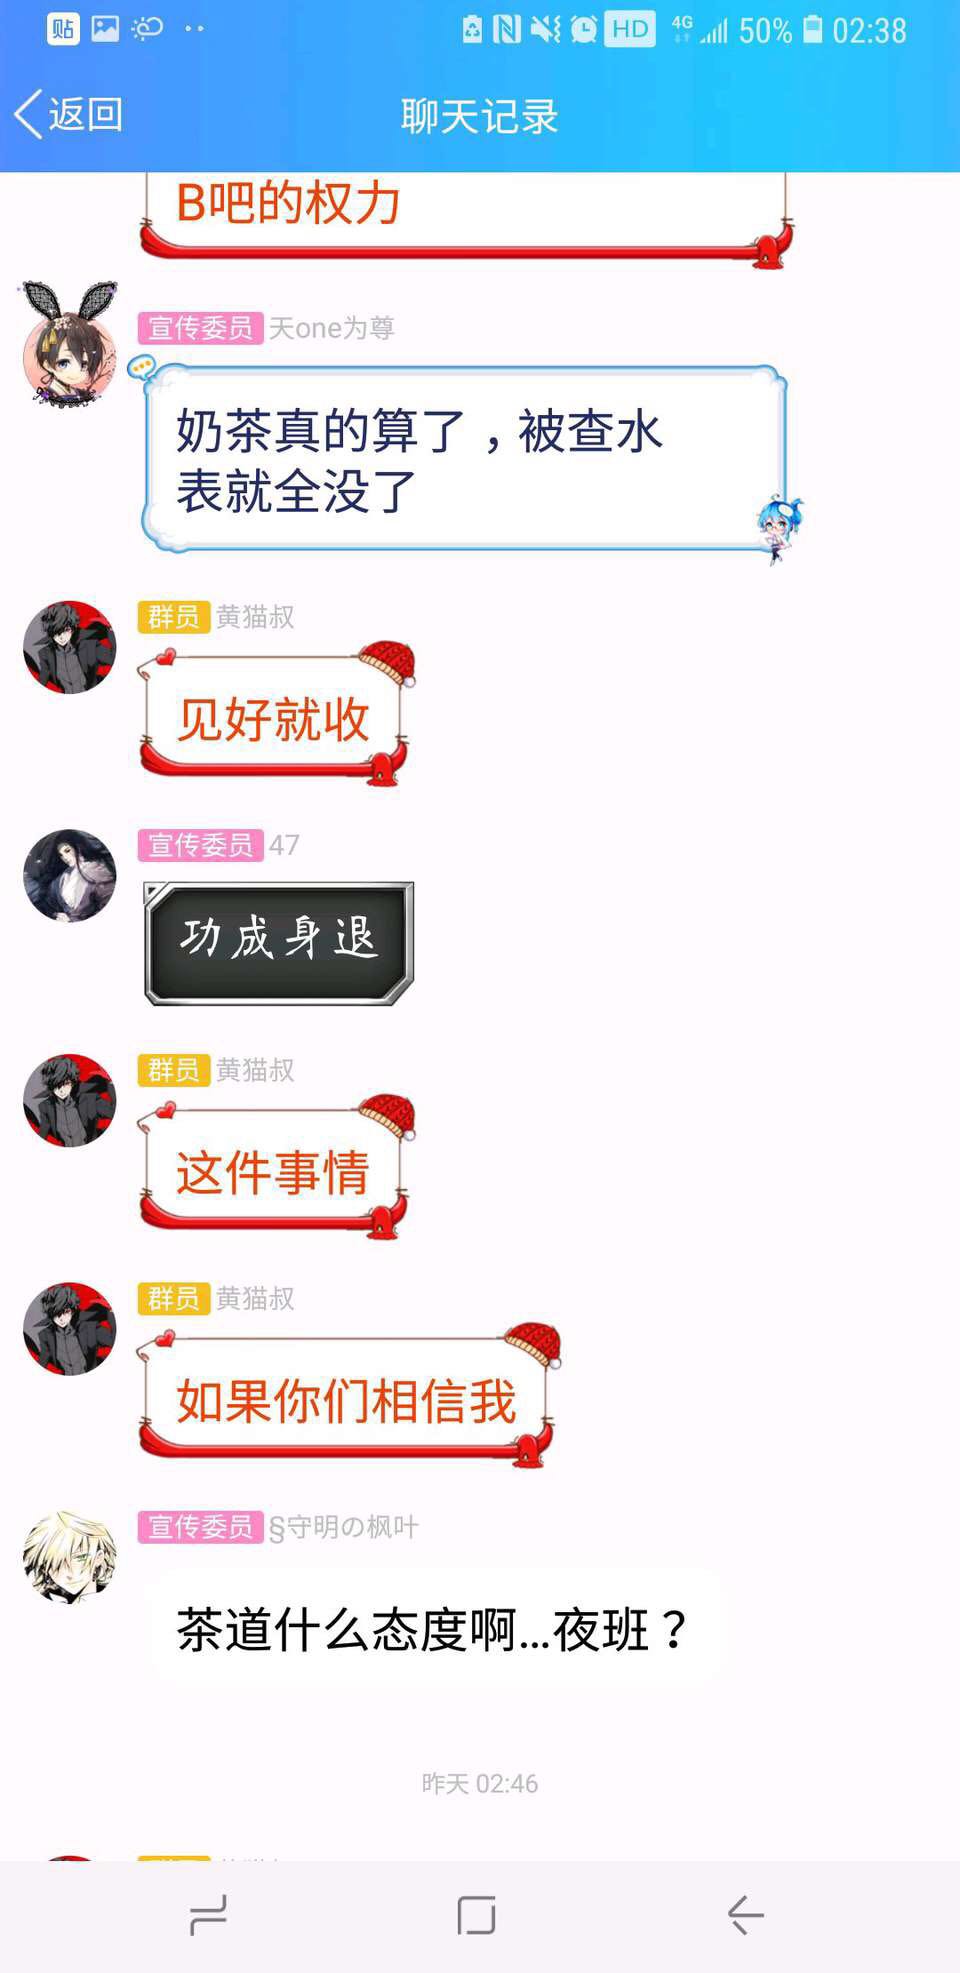 贴
HD 4G 50% 02:38
返回
聊天记录
B吧的权力
宣传委员 天one为尊
奶茶真的算了，被查水
表就全没了
群员 黄猫叔
见好就收
宣传委员 47
功成身退
群员 黄猫叔
这件事情
群员 黄猫叔
如果你们相信我
宣传委员 §守明の枫叶
茶道什么态度啊...夜班？
昨天 02:46